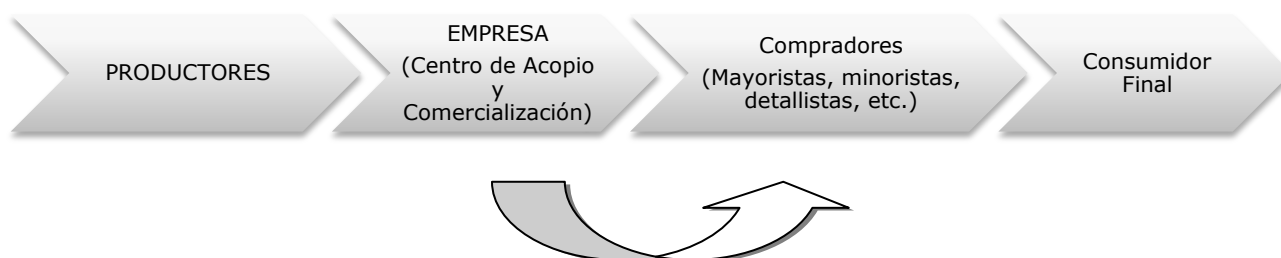 PRODUCTORES
EMPRESA
(Centro de Acopio
y
Comercialización)
Compradores
(Mayoristas, minoristas,
detallistas, etc.)
Consumidor
Final